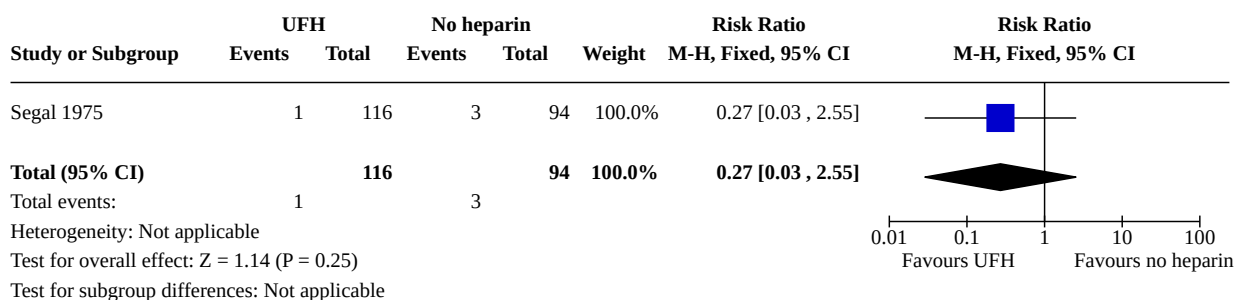 UFH No heparin Risk Ratio Risk Ratio
Study or Subgroup Events Total Events Total Weight M-H, Fixed, 95% CI M-H, Fixed, 95% CI
Segal 1975 1 116 3 94 100.0% 0.27 [0.03 , 2.55]
Total (95% CI) 116 94 100.0% 0.27 [0.03 , 2.55]
Total events: 1 3
Heterogeneity: Not applicable 0.01 0.1 1 10 100
Test for overall effect: Z = 1.14 (P = 0.25) Favours UFH Favours no heparin
Test for subgroup differences: Not applicable